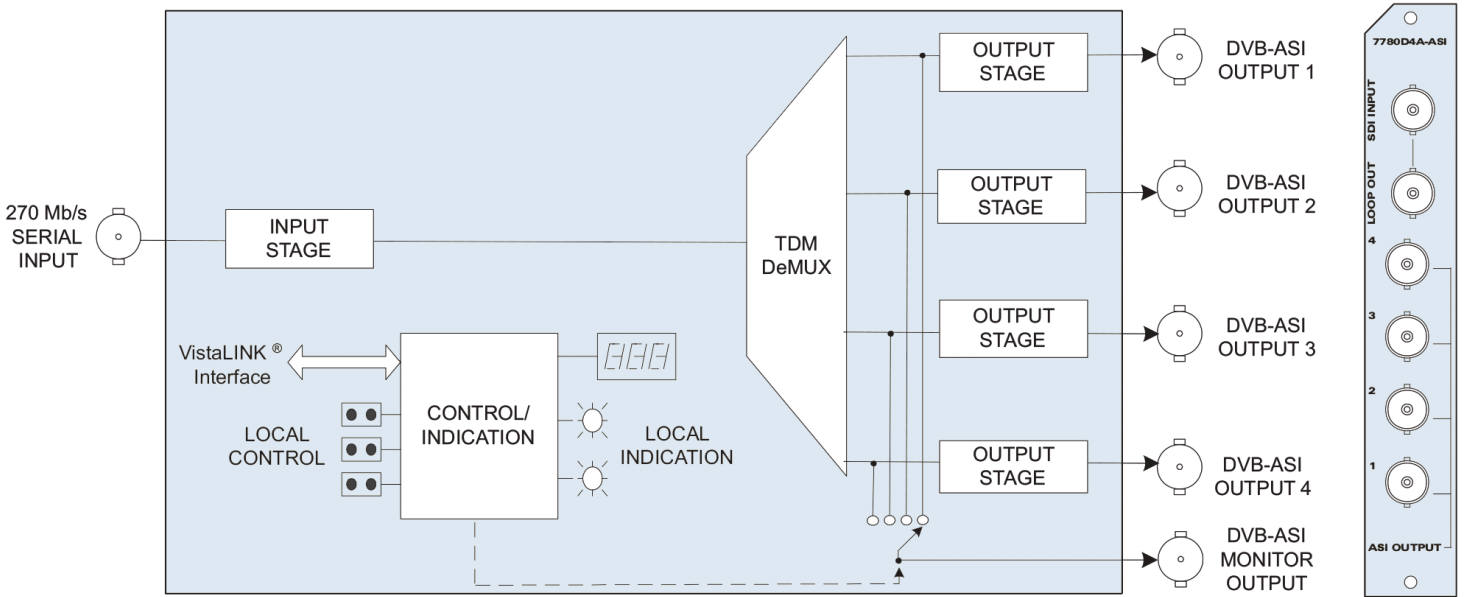 270 Mb/s
SERIAL
INPUT
INPUT
STAGE
TDM
DeMUX
OUTPUT
STAGE
DVB-ASI
OUTPUT 1
OUTPUT
STAGE
DVB-ASI
OUTPUT 2
OUTPUT
STAGE
DVB-ASI
OUTPUT 3
OUTPUT
STAGE
DVB-ASI
OUTPUT 4
DVB-ASI
MONITOR
OUTPUT
VistaLINK ®
Interface
LOCAL
CONTROL
CONTROL/
INDICATION
LOCAL
INDICATION
7780D4A-ASI
SDI INPUT
LOOP OUT
4
3
2
1
ASI OUTPUT